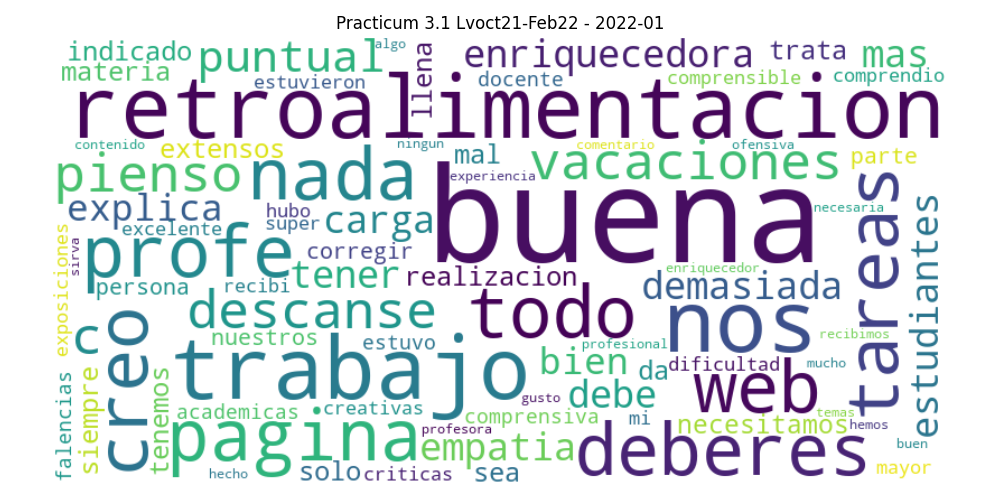 Practicum 3.1 Lvoct21-Feb22 - 2022-01
indicado
puntual
algo
llena
enriquecedora
trata
mas
materia
estuvieron
docente
comprensible
comprendio
retroalimentacion
contenido
extensos
ningun
mal
comentario
ofensiva
vacaciones
parte
pienso
nada
experiencia
buena
tareas
explica
hubo
super
carga
necesaria
estudiantes
excelente
profe
corregir
exposiciones
sirva
persona
recibi
tener
realizacion
enriquecedor
demasiada
descanse
todo
nos
c
creo
nuestros
estuvo
profesional
recibimos
trabajo
bien
da
dificultad
mucho
web
falencias
siempre
tenemos
academicas
creativas
gusto
debe
comprensiva
mi
necesitamos
temas
hemos
pagina
profesora
empatia
deberes
buen
hecho
solo
criticas
sea
mayor